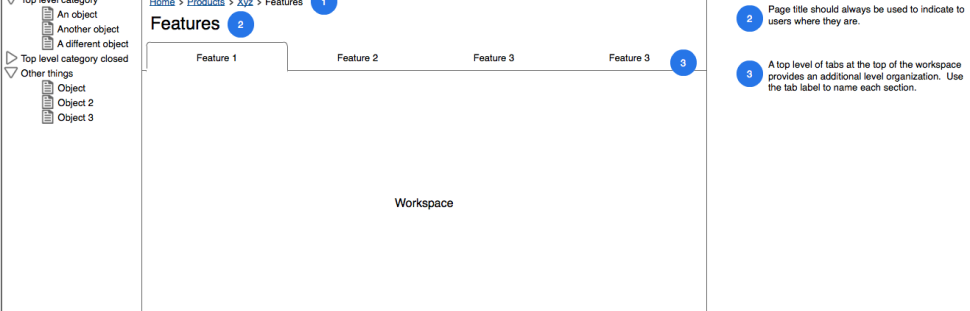 Top level category
An object
Another object
A different object
Top level category closed
Other things
Object
Object 2
Object 3
Home > Products > Xyz > Features 1
Features 2
Feature 1 Feature 2 Feature 3 Feature 3 3
Workspace
2 Page title should always be used to indicate to
users where they are.
3 A top level of tabs at the top of the workspace
provides an additional level organization. Use
the tab label to name each section.